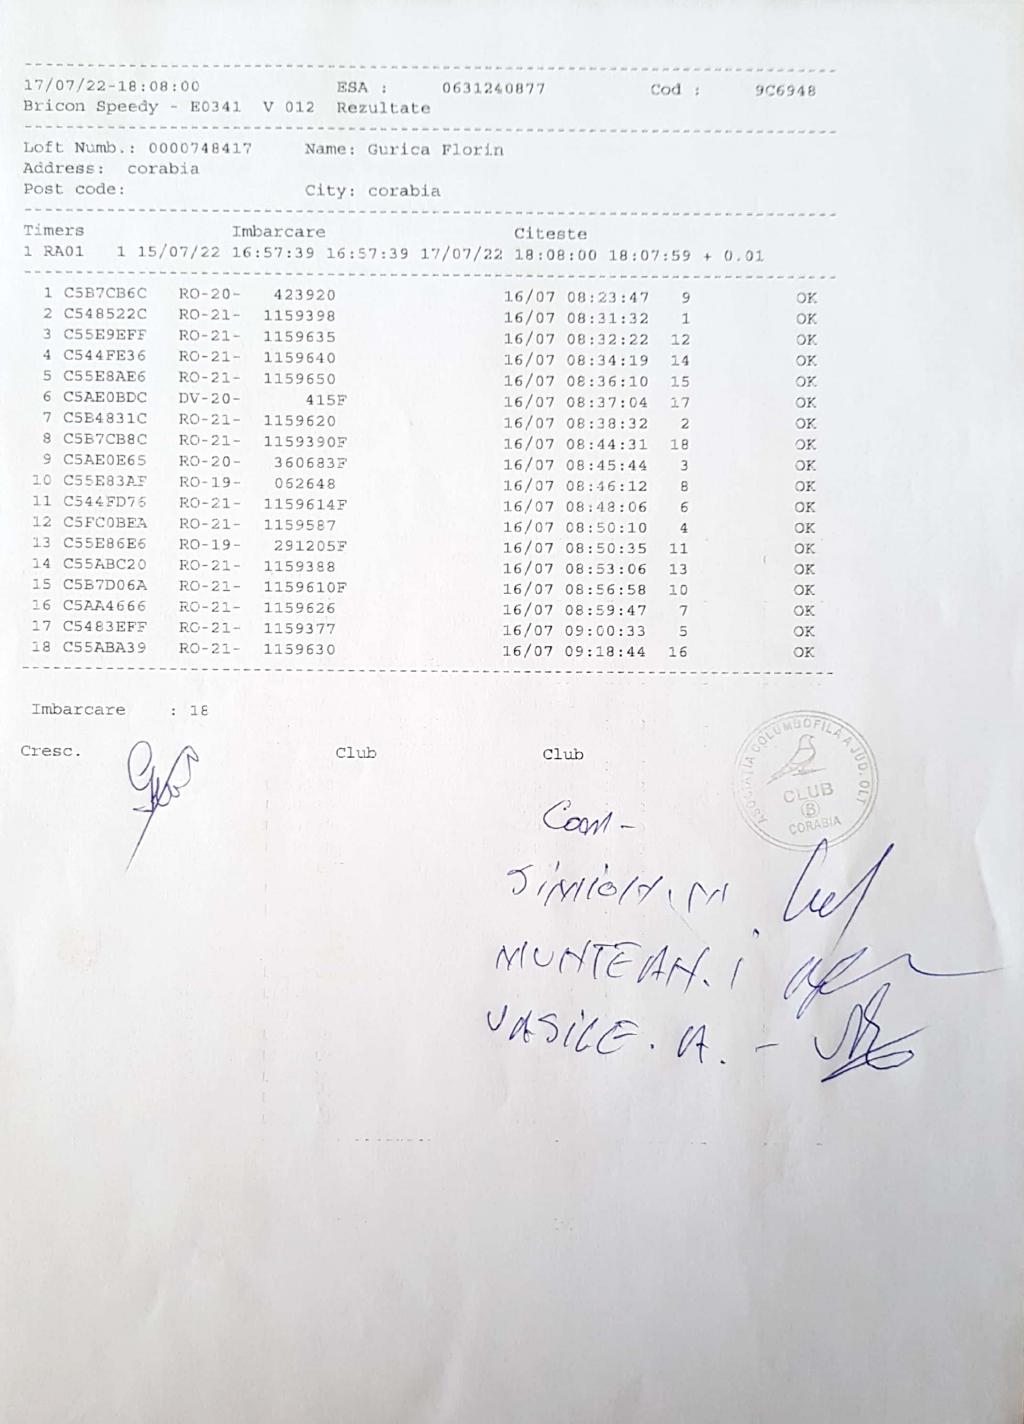 17/07/22-18:08:00 ESA : 0631240877 Cod : 9C6948
Bricon Speedy - E0341 V 012 Rezultate
Loft Numb.: 0000748417 Name: Gurica Florin
Address: corabia
Post code: City: corabia
Timers Imbarcare Citeste
1 RA01 1 15/07/22 16:57:39 16:57:39 17/07/22 18:08:00 18:07:59 + 0.01
1 C5B7CB6C RO-20- 423920 16/07 08:23:47 9 OK
2 C548522C RO-21- 1159398 16/07 08:31:32 1 OK
3 C55E9EFF RO-21- 1159635 16/07 08:32:22 12 OK
4 C544FE36 RO-21- 1159640 16/07 08:34:19 14 OK
5 C55E8AE6 RO-21- 1159650 16/07 08:36:10 15 OK
6 C5AE0BDC DV-20- 415F 16/07 08:37:04 17 OK
7 C5B4831C RO-21- 1159620 16/07 08:38:32 2 OK
8 C5B7CB8C RO-21- 1159390F 16/07 08:44:31 18 OK
9 C5AE0E65 RO-20- 360683F 16/07 08:45:44 3 OK
10 C55E83AF RO-19- 062648 16/07 08:46:12 8 OK
11 C544FD76 RO-21- 1159614F 16/07 08:48:06 6 OK
12 C5FC0BEA RO-21- 1159587 16/07 08:50:10 4 OK
13 C55E86E6 RO-19- 291205F 16/07 08:50:35 11 OK
14 C55ABC20 RO-21- 1159388 16/07 08:53:06 13 OK
15 C5B7D06A RO-21- 1159610F 16/07 08:56:58 10 OK
16 C5AA4666 RO-21- 1159626 16/07 08:59:47 7 OK
17 C5483EFF RO-21- 1159377 16/07 09:00:33 5 OK
18 C55ABA39 RO-21- 1159630 16/07 09:18:44 16 OK
Imbarcare : 18
Cresc. Club Club
ASOCIATIA COLUMBOFILA A JUD. OLT
CLUB
B
CORABIA
Com -
SIMION. M
MUNTEAN. I
VASILE. A. -